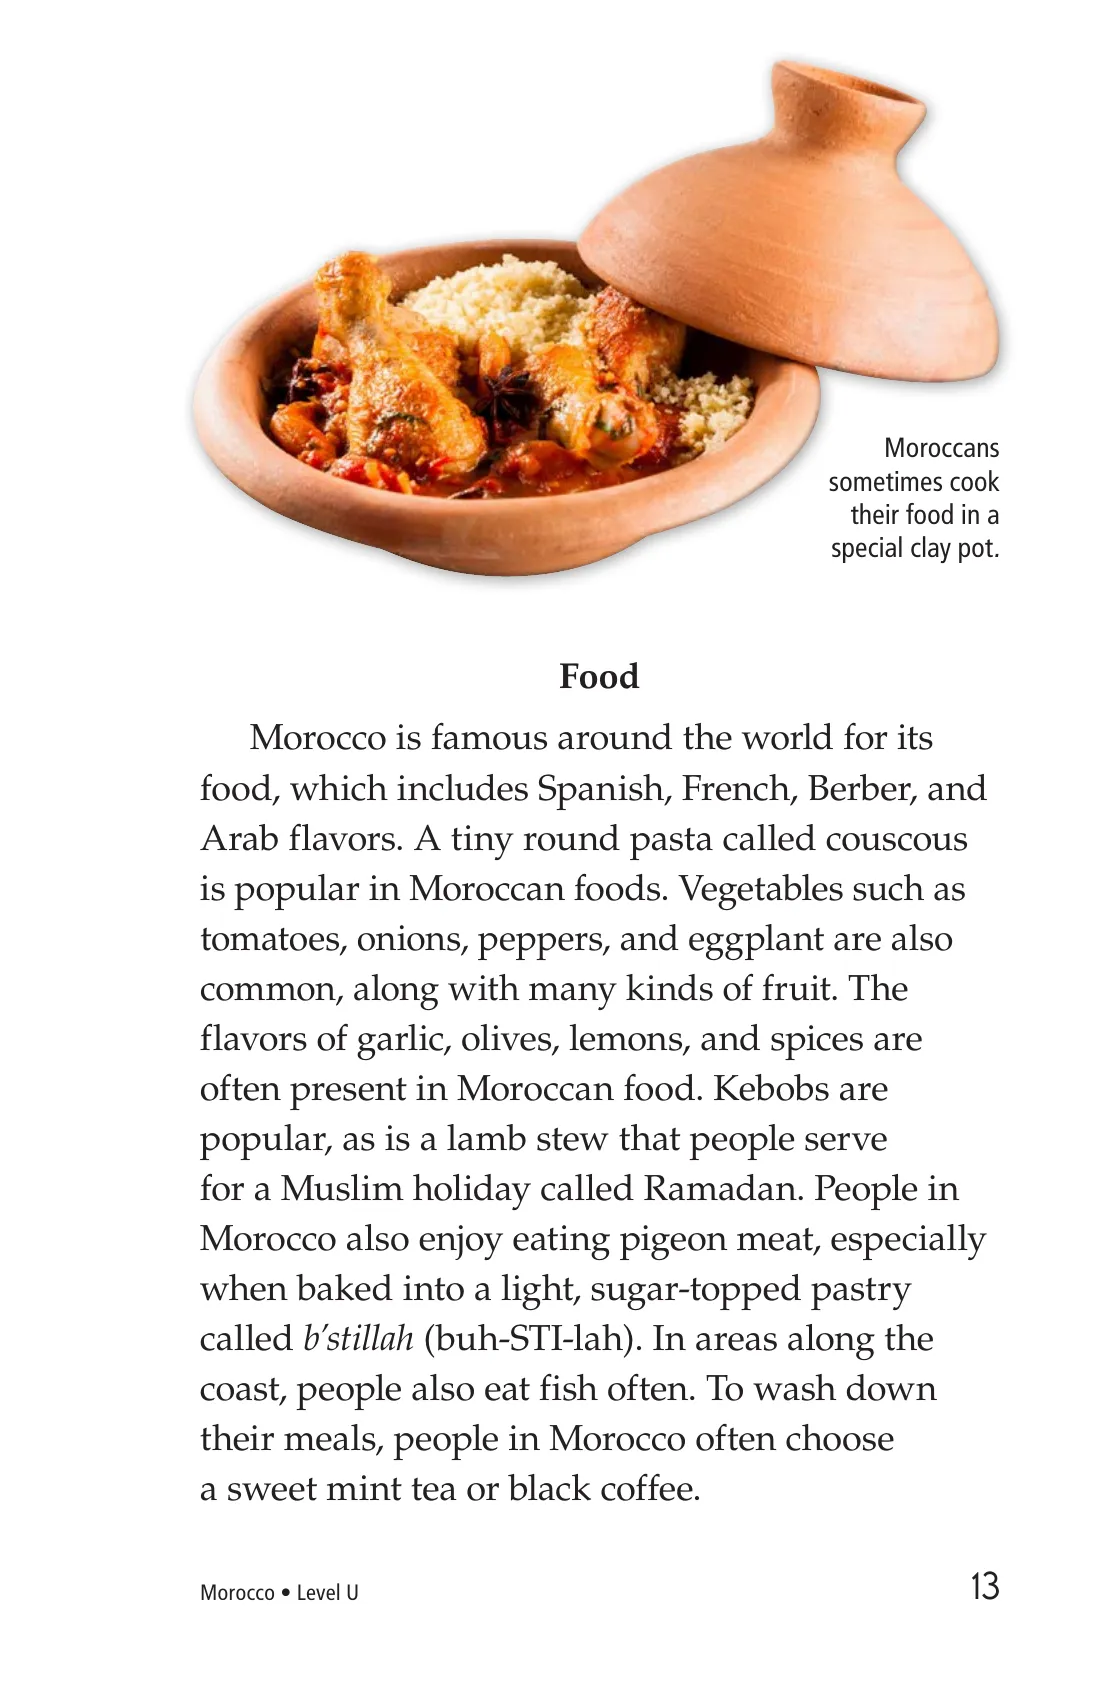 Moroccans
sometimes cook
their food in a
special clay pot.
Food
Morocco is famous around the world for its
food, which includes Spanish, French, Berber, and
Arab flavors. A tiny round pasta called couscous
is popular in Moroccan foods. Vegetables such as
tomatoes, onions, peppers, and eggplant are also
common, along with many kinds of fruit. The
flavors of garlic, olives, lemons, and spices are
often present in Moroccan food. Kebobs are
popular, as is a lamb stew that people serve
for a Muslim holiday called Ramadan. People in
Morocco also enjoy eating pigeon meat, especially
when baked into a light, sugar-topped pastry
called b’stillah (buh-STI-lah). In areas along the
coast, people also eat fish often. To wash down
their meals, people in Morocco often choose
a sweet mint tea or black coffee.
Morocco • Level U
13